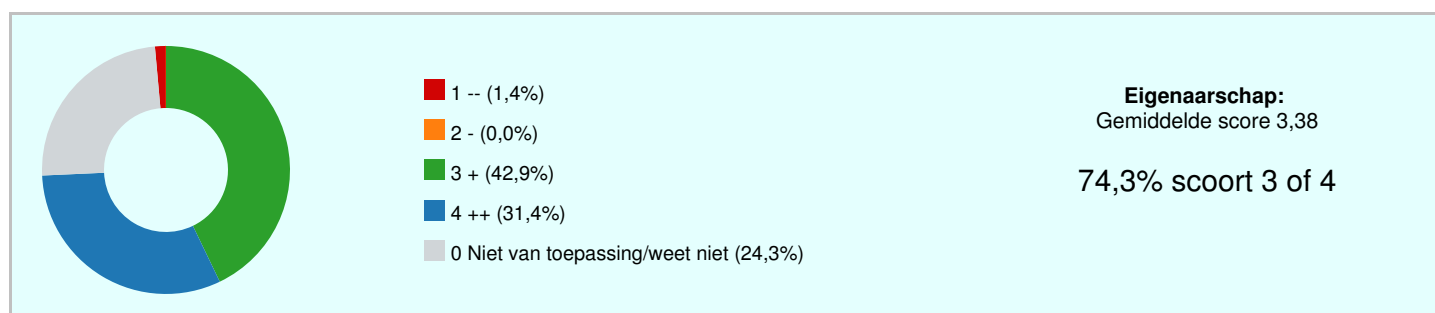 1 -- (1,4%)
2 - (0,0%)
3 + (42,9%)
4 ++ (31,4%)
0 Niet van toepassing/weet niet (24,3%)
Eigenaarschap:
Gemiddelde score 3,38
74,3% scoort 3 of 4